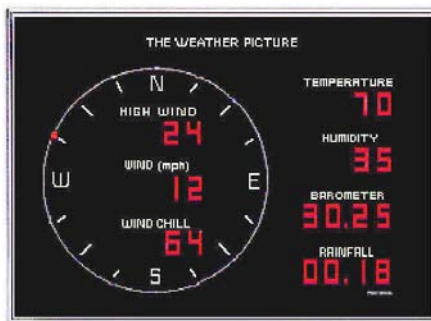 THE WEATHER PICTURE
N
HIGH WIND
24
WIND (mph)
12
WIND CHILL
64
W
E
S
TEMPERATURE
70
HUMIDITY
35
BAROMETER
30.25
RAINFALL
00.18